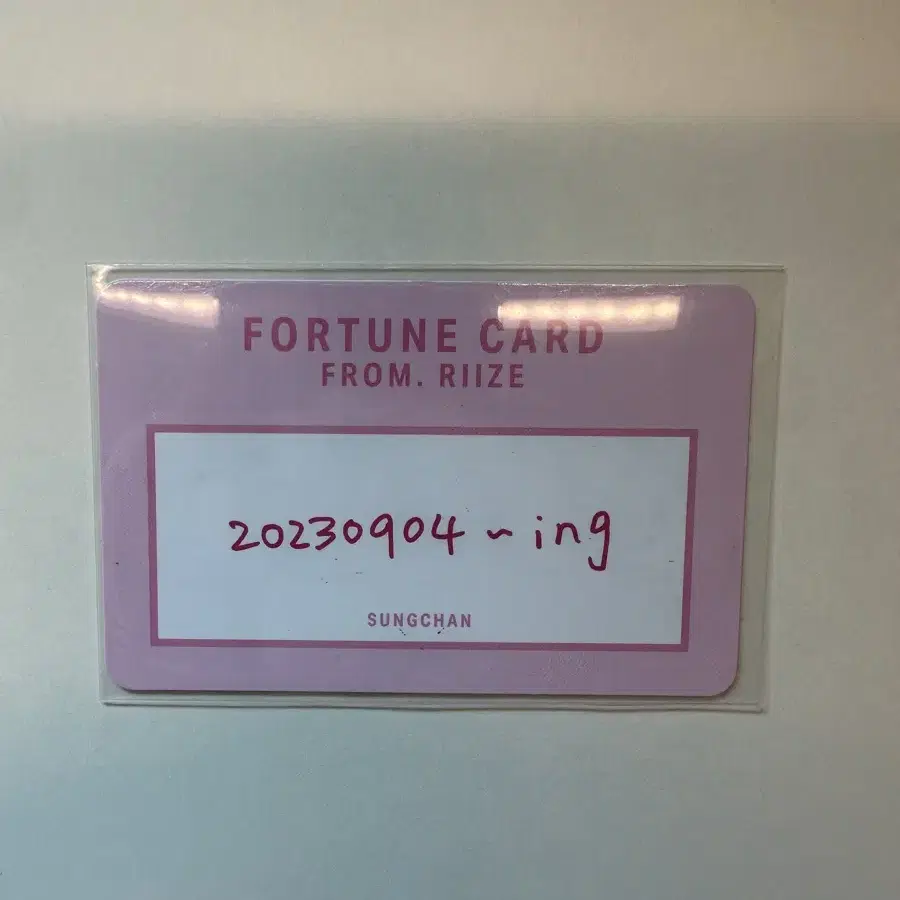 FORTUNE CARD
FROM. RIIZE
20230904 ~ ing
SUNGCHAN